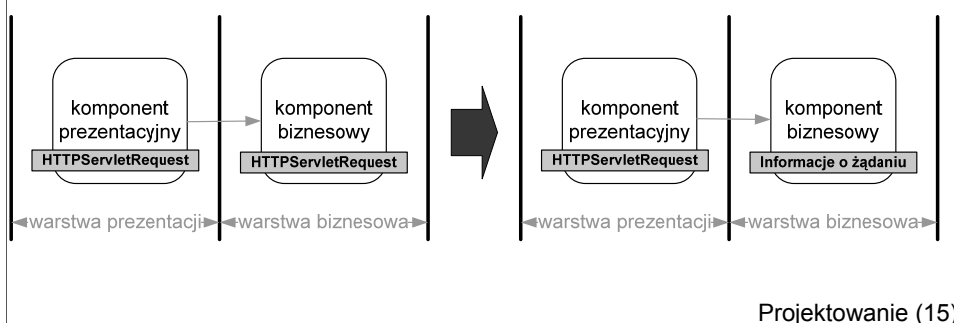 komponent
prezentacyjny
HTTPServletRequest
komponent
biznesowy
HTTPServletRequest
warstwa prezentacji
warstwa biznesowa
komponent
prezentacyjny
HTTPServletRequest
komponent
biznesowy
Informacje o żądaniu
warstwa prezentacji
warstwa biznesowa
Projektowanie (15)